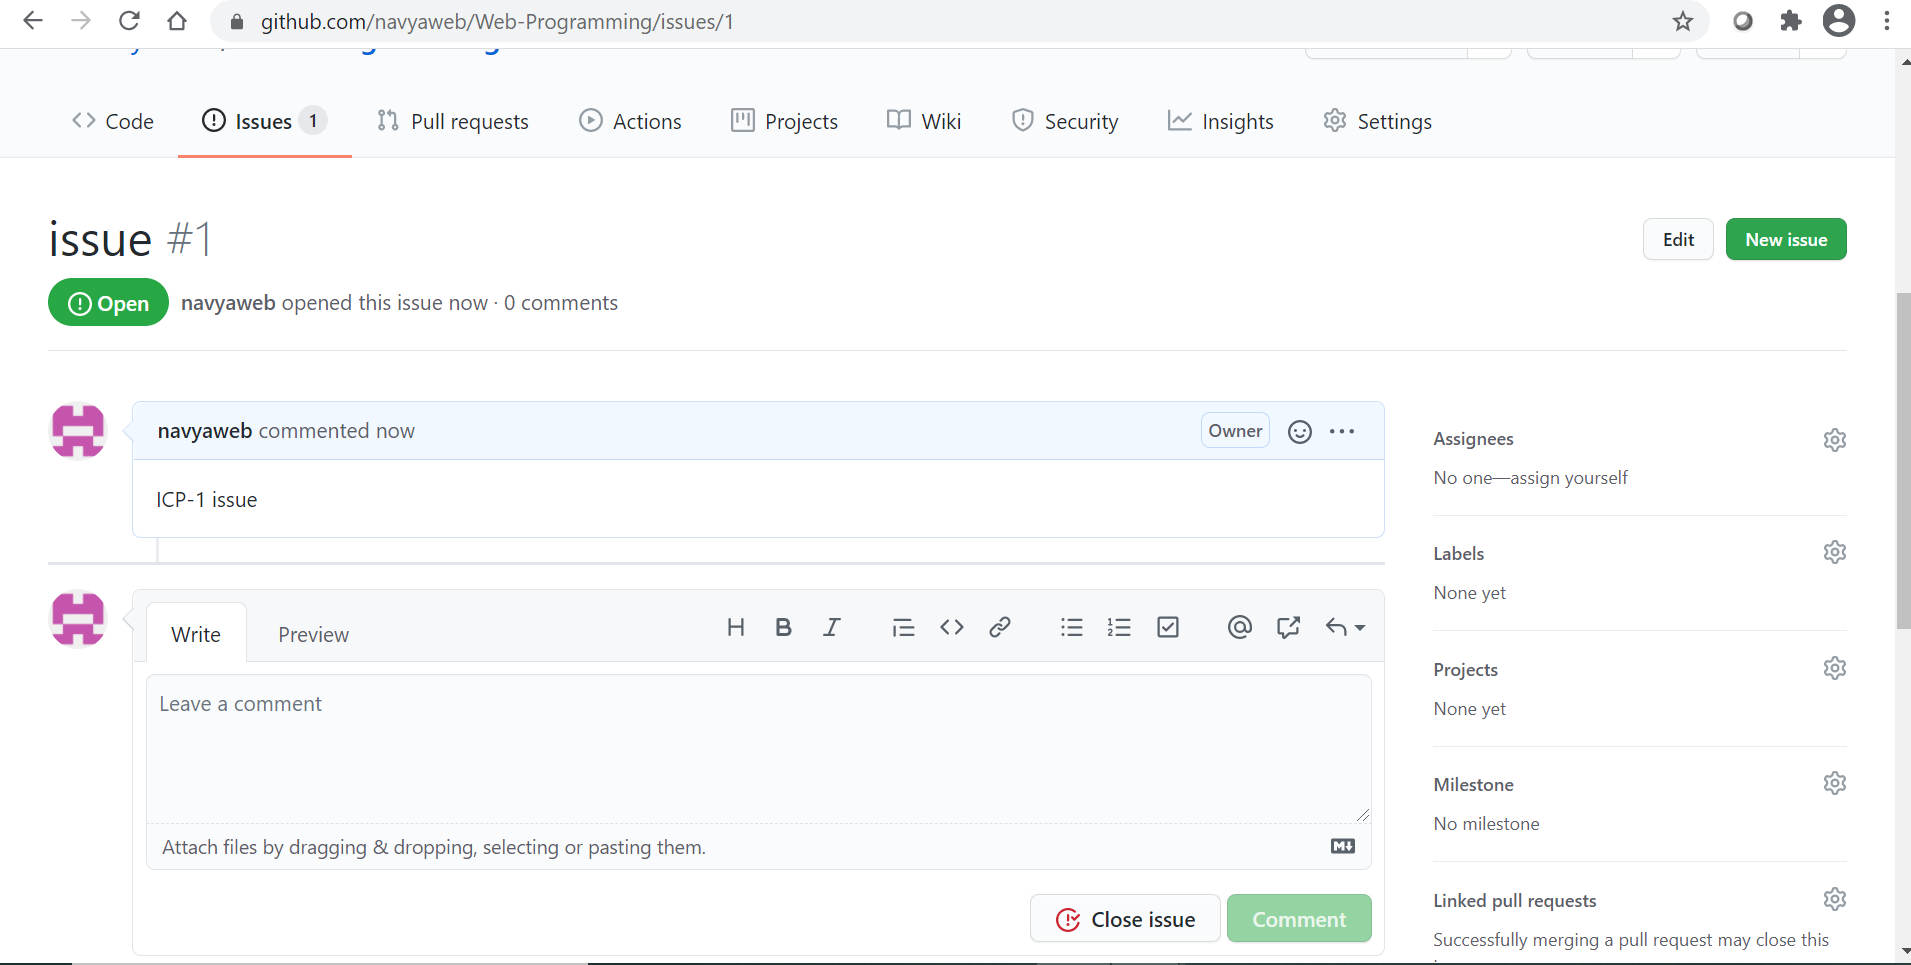 github.com/navyaweb/Web-Programming/issues/1
Code Issues 1 Pull requests Actions Projects Wiki Security Insights Settings
issue #1
Edit New issue
Open navyaweb opened this issue now · 0 comments
navyaweb commented now Owner
ICP-1 issue
Write Preview
Leave a comment
Attach files by dragging & dropping, selecting or pasting them.
Close issue Comment
Assignees
No one—assign yourself
Labels
None yet
Projects
None yet
Milestone
No milestone
Linked pull requests
Successfully merging a pull request may close this